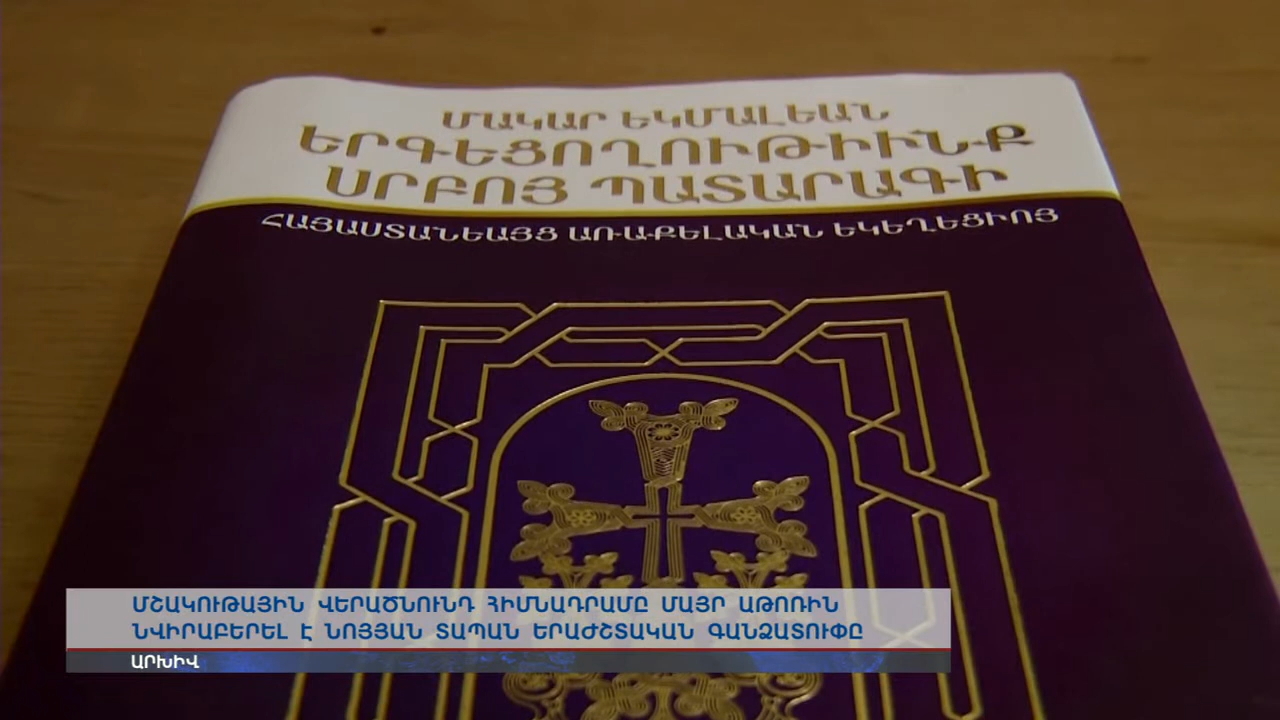 ՄԱԿԱՐ ԵԿՄԱԼԵԱՆ
ԵՐԳԵՑՈՂՈՒԹԻՒՆՔ
ՍՐԲՈՅ ՊԱՏԱՐԱԳԻ
ՀԱՅԱՍՏԱՆԵԱՅՑ ԱՌԱՔԵԼԱԿԱՆ ԵԿԵՂԵՑԻՈՅ
ՄՇԱԿՈՒԹԱՅԻՆ ՎԵՐԱԾՆՈՒՆԴ ՀԻՄՆԱԴՐԱՄԸ ՄԱՅՐ ԱԹՈՌԻՆ
ՆՎԻՐԱԲԵՐԵԼ Է ՆՈՅՅԱՆ ՏԱՊԱՆ ԵՐԱԺՇՏԱԿԱՆ ԳԱՆՁԱՏՈՒՓԸ
ԱՐԽԻՎ